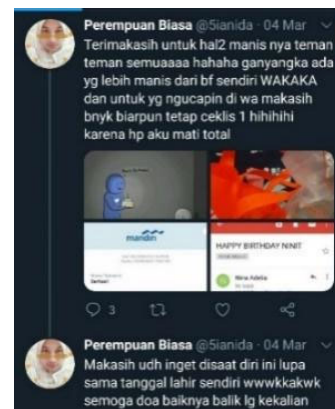 Perempuan Biasa @5ianida · 04 Mar
Terimakasih untuk hal2 manis nya teman
teman semuaaaa hahaha ganyangka ada
yg lebih manis dari bf sendiri WAKAKA
dan untuk yg ngucapin di wa makasih
bnyk biarpun tetap ceklis 1 hihihihi
karena hp aku mati total
mandiri
HAPPY BIRTHDAY NINIT
Nina Adelia
3
Perempuan Biasa @5ianida · 04 Mar
Makasih udh inget disaat diri ini lupa
sama tanggal lahir sendiri wwwkkakwk
semoga doa baiknya balik lg kekalian